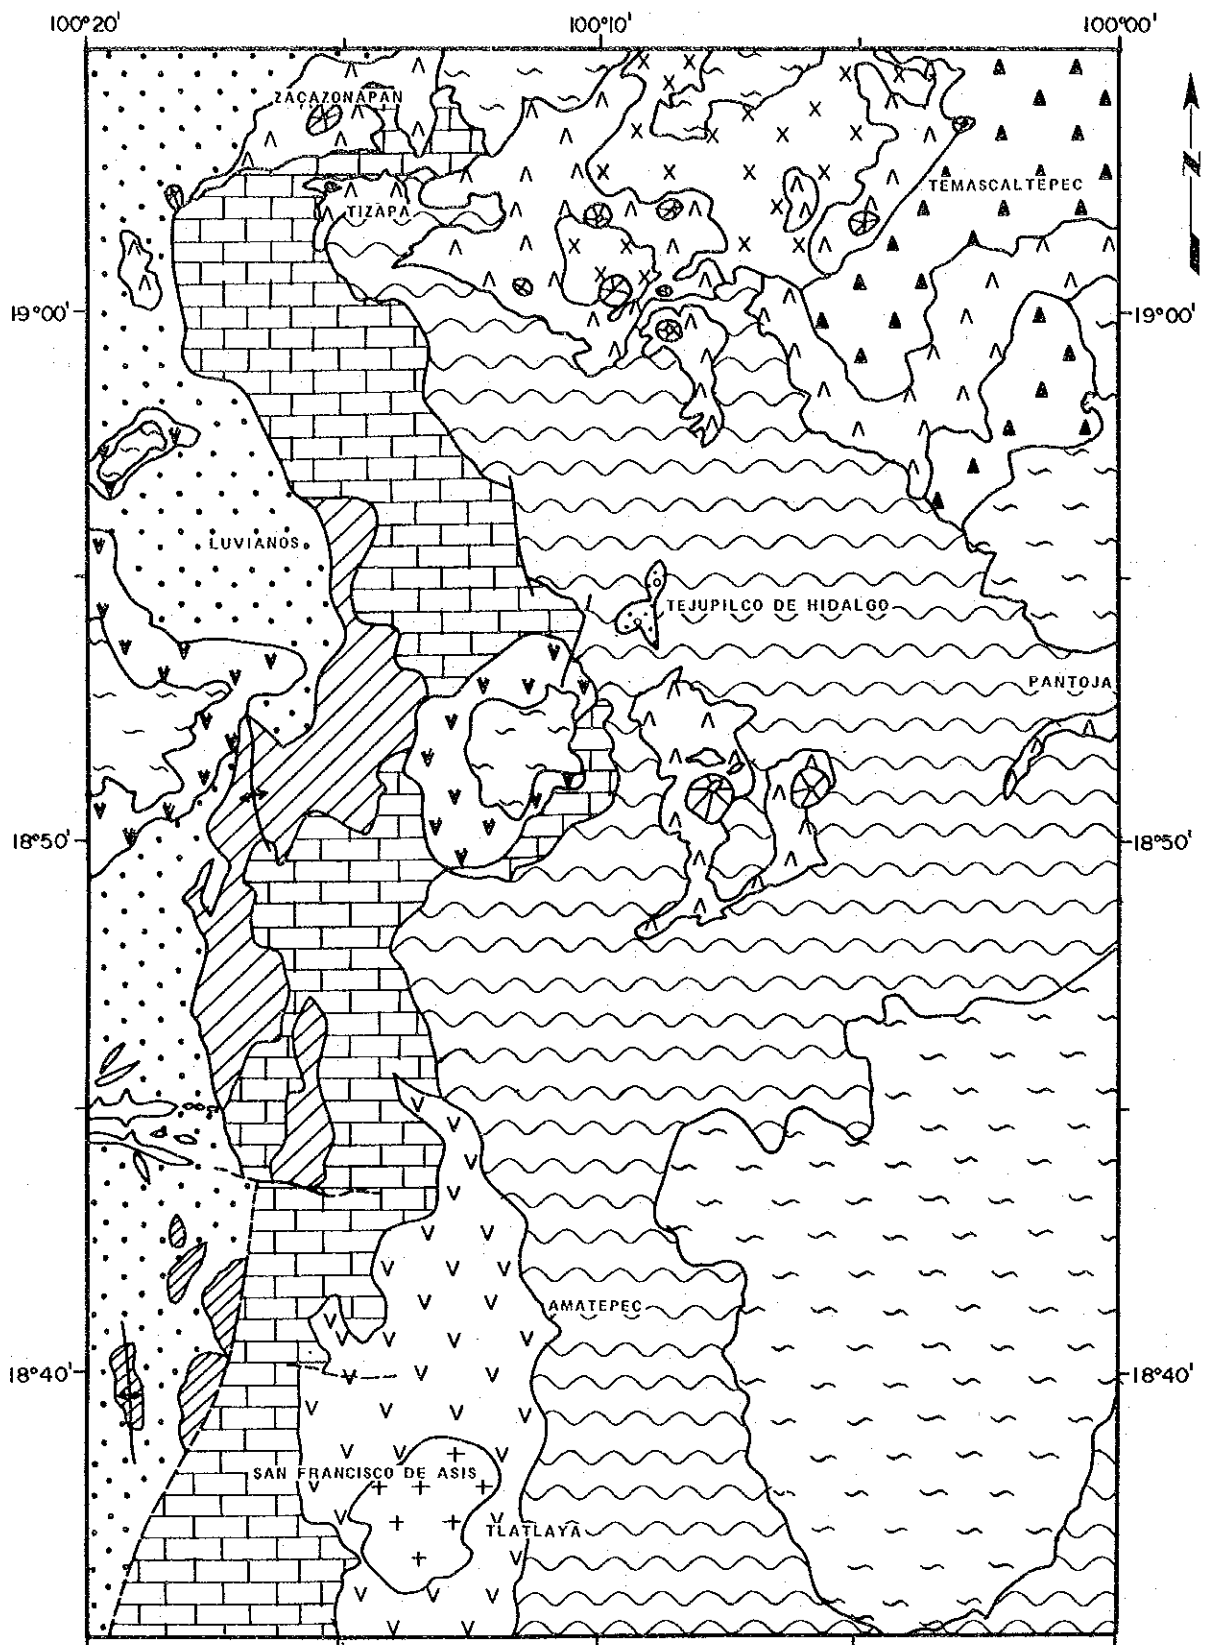 100°20'
100°10'
100°00'
ZACAZONAPAN
TEMASCALTEPEC
N
TIZAPA
19°00'
19°00'
LUVIANOS
TEJUPILCO DE HIDALGO
PANTOJA
18°50'
18°50'
AMATEPEC
18°40'
18°40'
SAN FRANCISCO DE ASIS
TLATLAYA